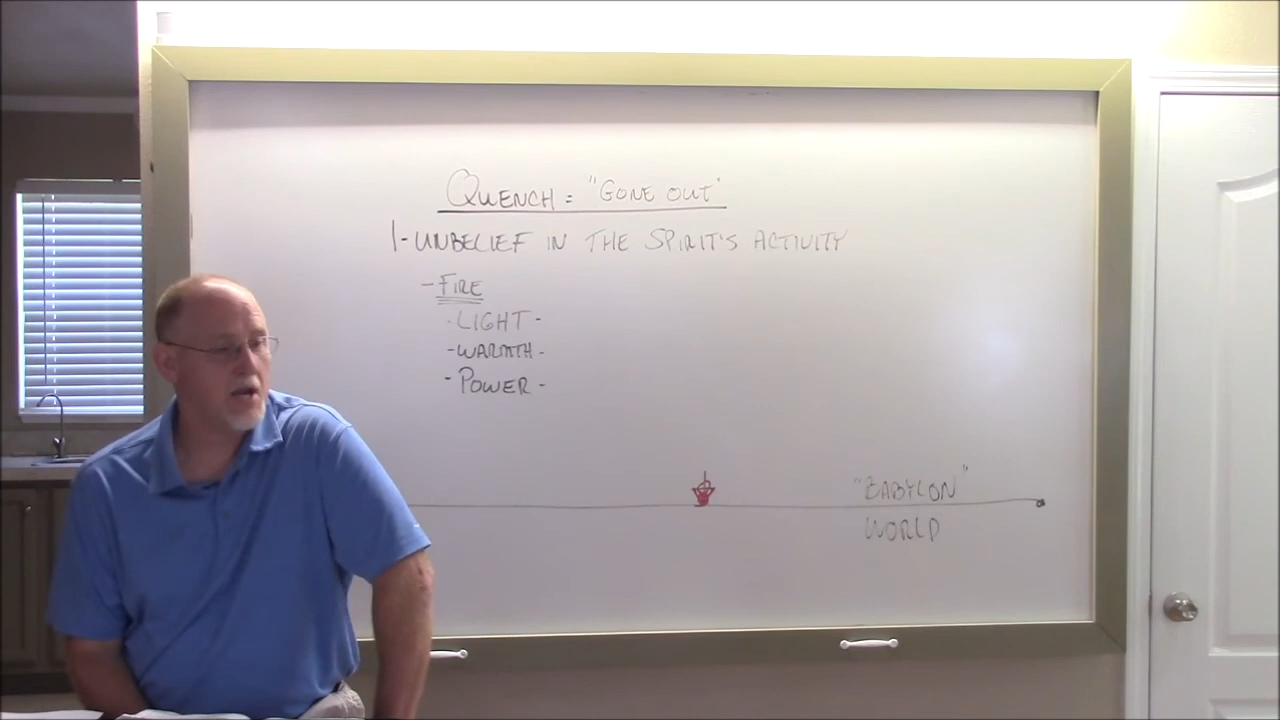 QUENCH = "GONE OUT"
1-UNBELIEF IN THE SPIRIT'S ACTIVITY
-FIRE
-LIGHT-
-WARMTH-
-POWER-
"BABYLON"
WORLD